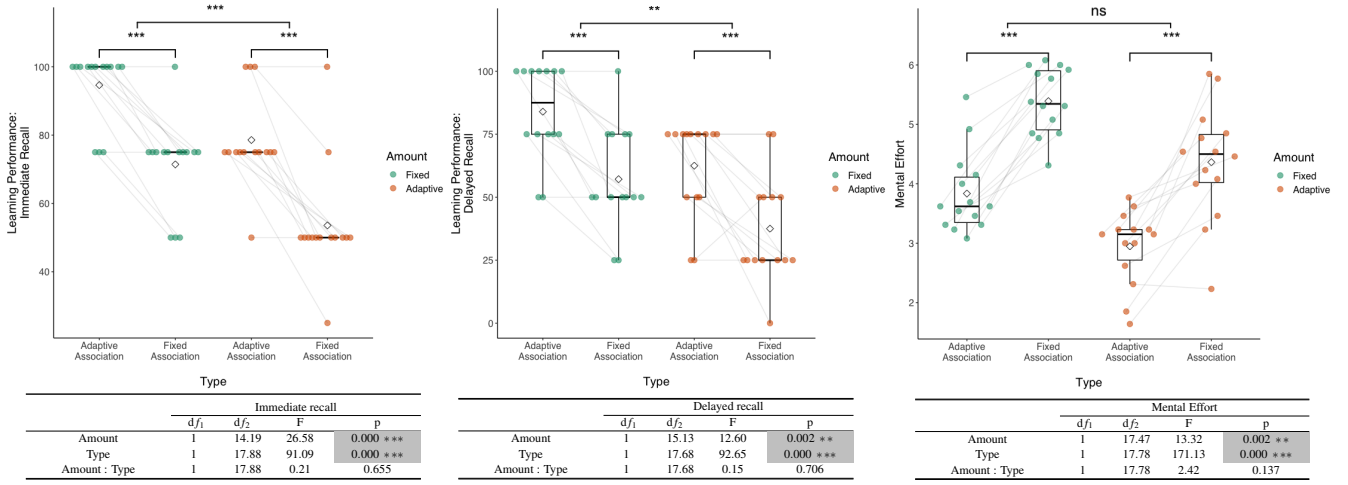 ***
***
***
Learning Performance:
Immediate Recall
100
80
60
40
Adaptive
Association
Fixed
Association
Adaptive
Association
Fixed
Association
Type
Amount
Fixed
Adaptive
**
***
***
Learning Performance:
Delayed Recall
100
75
50
25
0
Adaptive
Association
Fixed
Association
Adaptive
Association
Fixed
Association
Type
Amount
Fixed
Adaptive
ns
***
***
Mental Effort
6
5
4
3
2
Adaptive
Association
Fixed
Association
Adaptive
Association
Fixed
Association
Type
Amount
Fixed
Adaptive
Immediate recall
df1 df2 F p
Amount 1 14.19 26.58 0.000 ***
Type 1 17.88 91.09 0.000 ***
Amount : Type 1 17.88 0.21 0.655
Delayed recall
df1 df2 F p
Amount 1 15.13 12.60 0.002 **
Type 1 17.68 92.65 0.000 ***
Amount : Type 1 17.68 0.15 0.706
Mental Effort
df1 df2 F p
Amount 1 17.47 13.32 0.002 **
Type 1 17.78 171.13 0.000 ***
Amount : Type 1 17.78 2.42 0.137